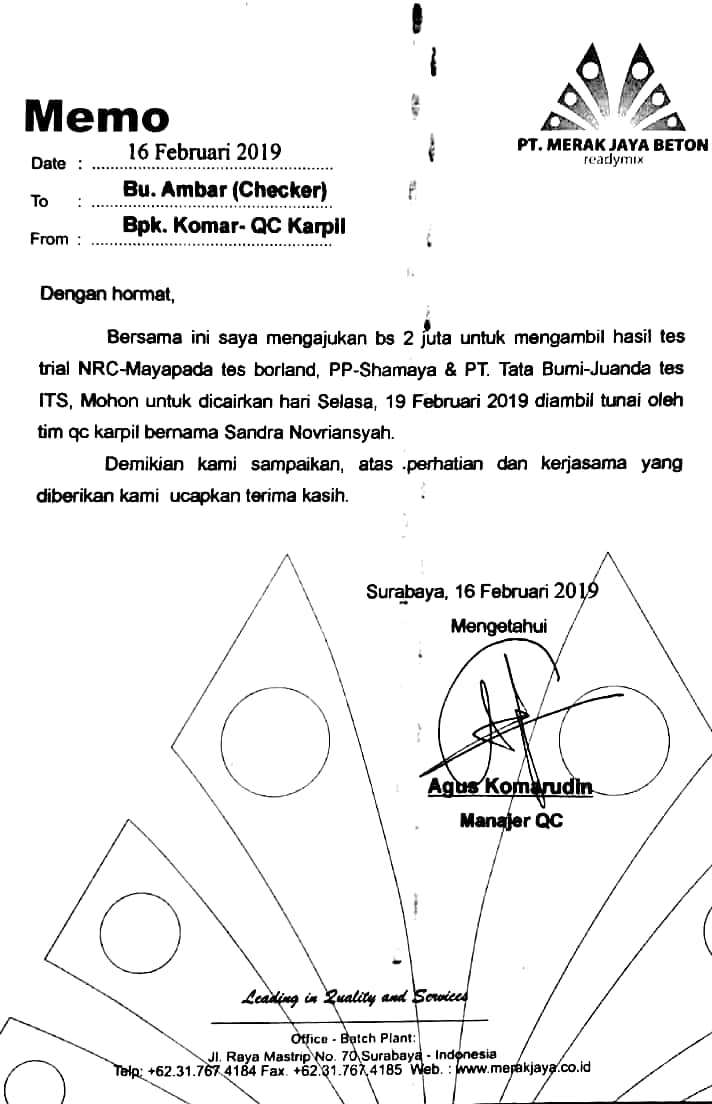 Memo
PT. MERAK JAYA BETON
readymix
Date : 16 Februari 2019
To : Bu. Ambar (Checker)
From : Bpk. Komar- QC Karpil
Dengan hormat,
Bersama ini saya mengajukan bs 2 juta untuk mengambil hasil tes
trial NRC-Mayapada tes borland, PP-Shamaya & PT. Tata Bumi-Juanda tes
ITS, Mohon untuk dicairkan hari Selasa, 19 Februari 2019 diambil tunai oleh
tim qc karpil bernama Sandra Novriansyah.
Demikian kami sampaikan, atas perhatian dan kerjasama yang
diberikan kami ucapkan terima kasih.
Surabaya, 16 Februari 2019
Mengetahui
Agus Komarudin
Manajer QC
Leading in Quality and Services
Office - Batch Plant:
Jl. Raya Mastrip No. 70 Surabaya - Indonesia
Telp: +62.31.767.4184 Fax. +62.31.767.4185 Web. : www.merakjaya.co.id